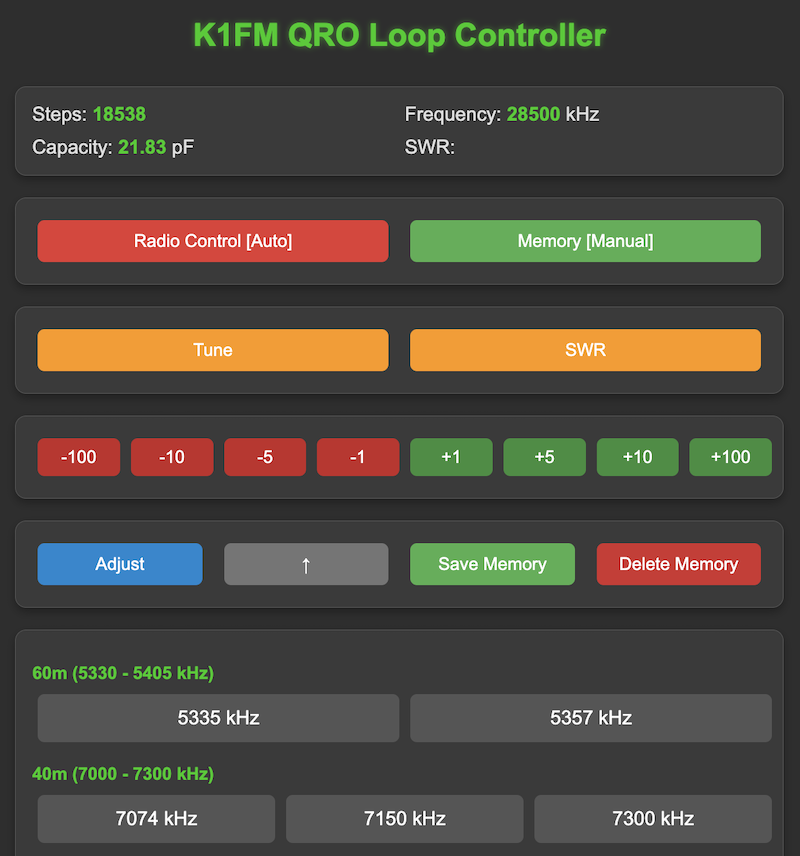 K1FM QRO Loop Controller
Steps: 18538
Frequency: 28500 kHz
Capacity: 21.83 pF
SWR:
Radio Control [Auto]
Memory [Manual]
Tune
SWR
-100
-10
-5
-1
+1
+5
+10
+100
Adjust
↑
Save Memory
Delete Memory
60m (5330 - 5405 kHz)
5335 kHz
5357 kHz
40m (7000 - 7300 kHz)
7074 kHz
7150 kHz
7300 kHz